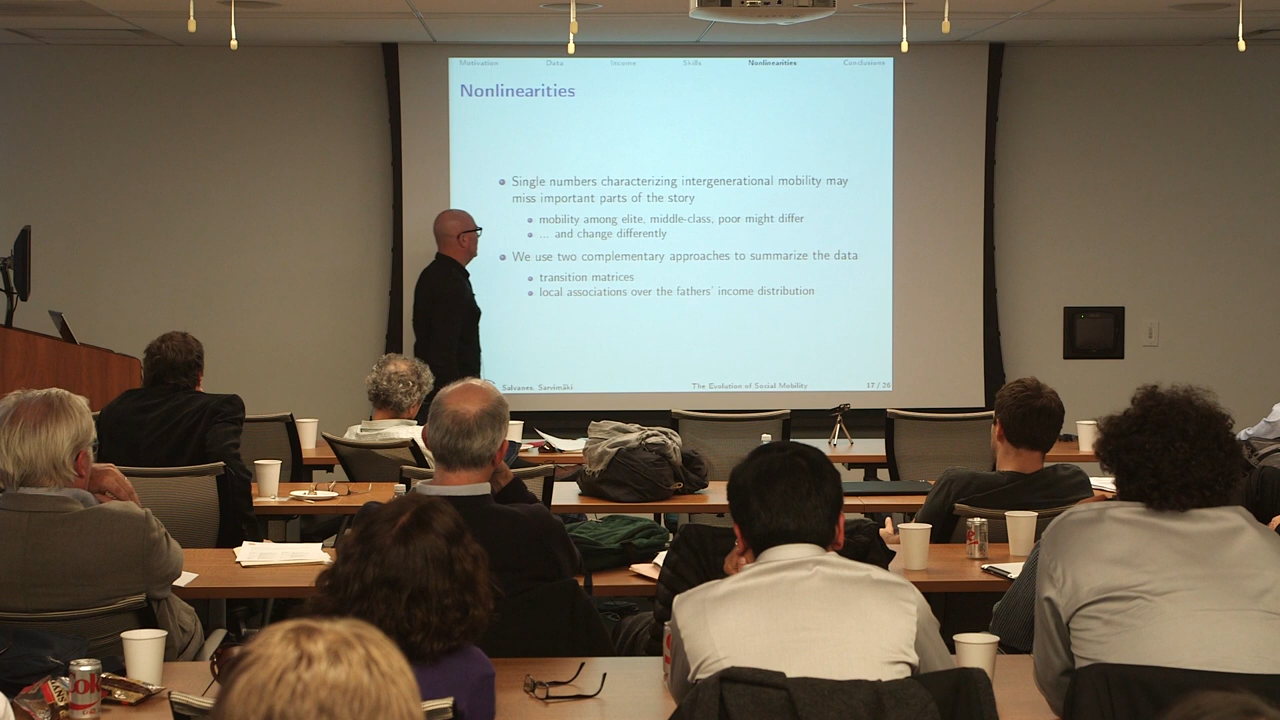 Motivation Data Income Skills Nonlinearities Conclusions
Nonlinearities
Single numbers characterizing intergenerational mobility may
miss important parts of the story
mobility among elite, middle-class, poor might differ
... and change differently
We use two complementary approaches to summarize the data
transition matrices
local associations over the fathers' income distribution
Salvanes, Sarvimäki The Evolution of Social Mobility 17 / 26
Coke